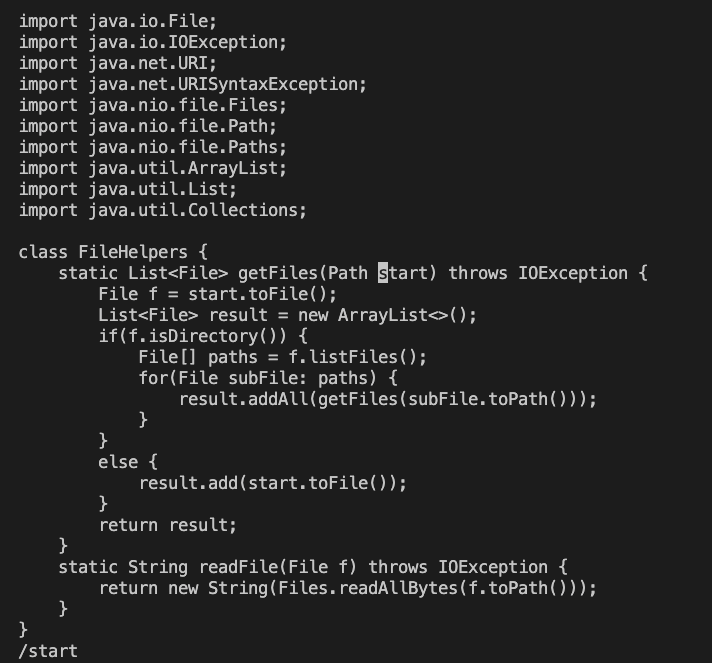 import java.io.File;
import java.io.IOException;
import java.net.URI;
import java.net.URISyntaxException;
import java.nio.file.Files;
import java.nio.file.Path;
import java.nio.file.Paths;
import java.util.ArrayList;
import java.util.List;
import java.util.Collections;

class FileHelpers {
    static List<File> getFiles(Path start) throws IOException {
        File f = start.toFile();
        List<File> result = new ArrayList<>();
        if(f.isDirectory()) {
            File[] paths = f.listFiles();
            for(File subFile: paths) {
                result.addAll(getFiles(subFile.toPath()));
            }
        }
        else {
            result.add(start.toFile());
        }
        return result;
    }
    static String readFile(File f) throws IOException {
        return new String(Files.readAllBytes(f.toPath()));
    }
}
/start